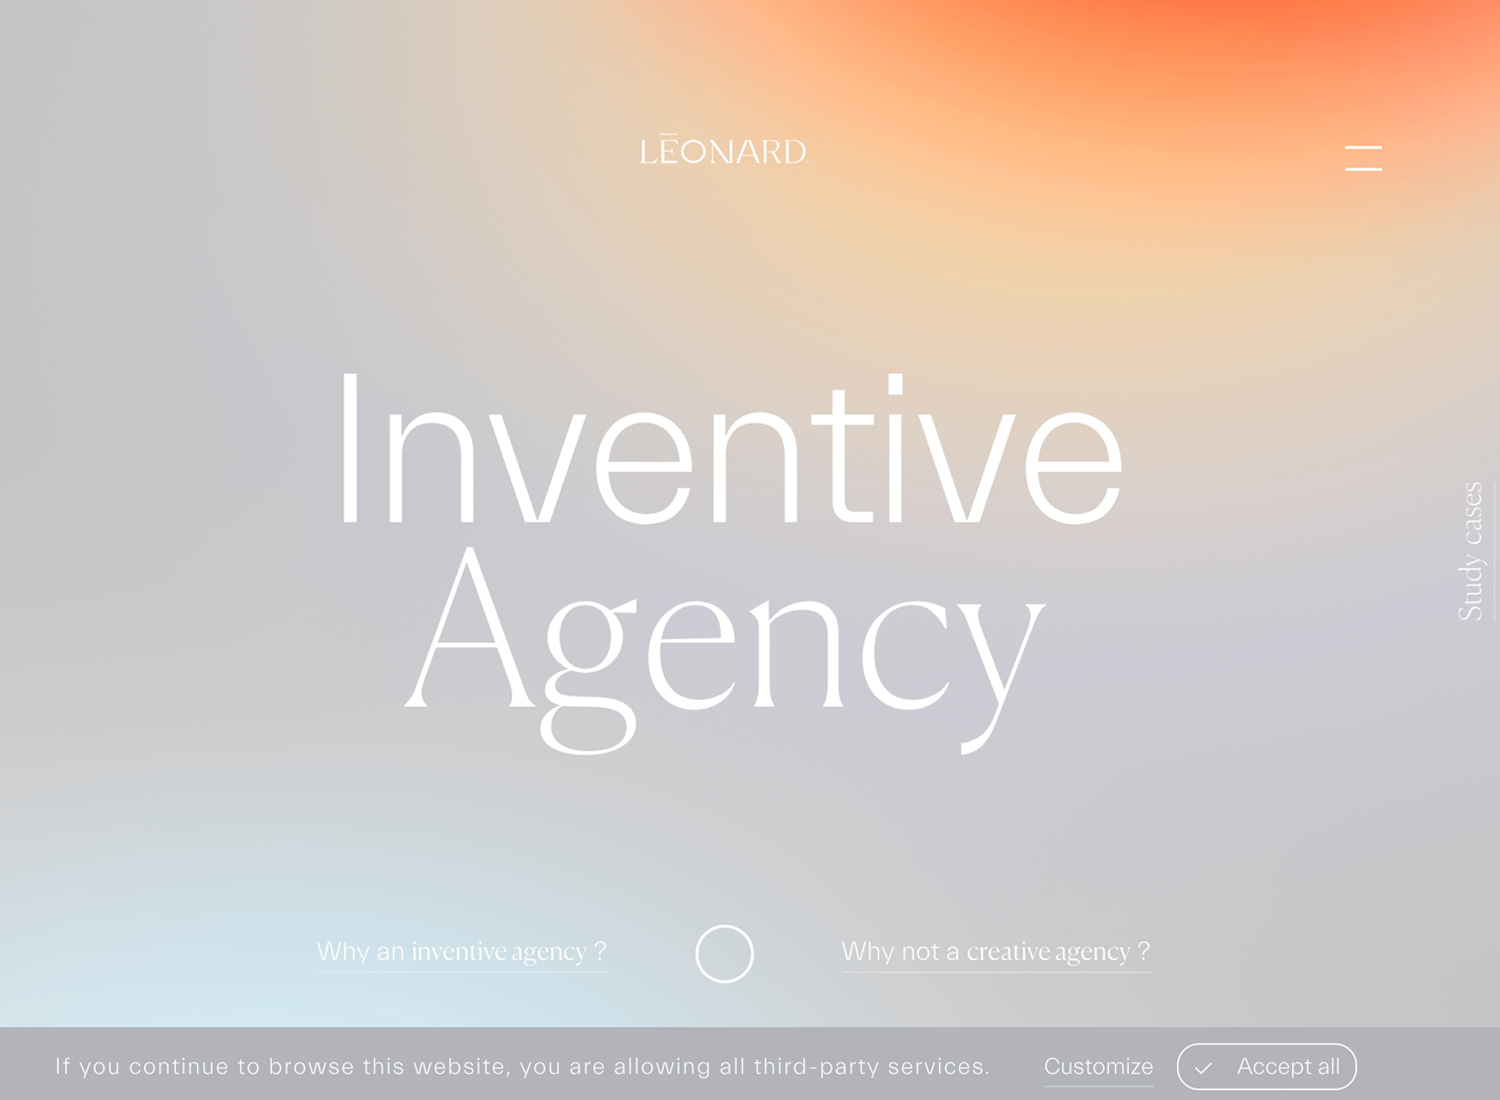 LĒONARD
Inventive
Agency
Study cases
Why an inventive agency ?
Why not a creative agency ?
If you continue to browse this website, you are allowing all third-party services.
Customize
Accept all